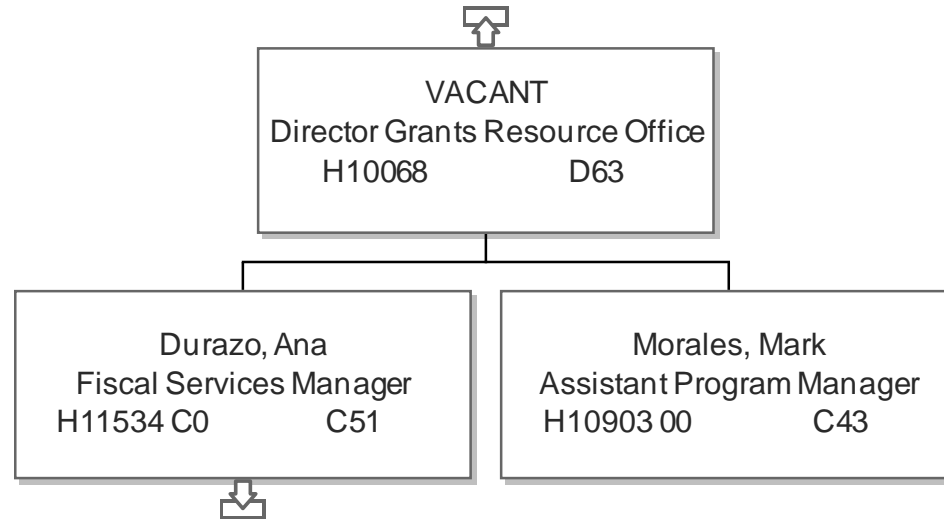 VACANT
Director Grants Resource Office
H10068 D63
Durazo, Ana
Fiscal Services Manager
H11534 C0 C51
Morales, Mark
Assistant Program Manager
H10903 00 C43